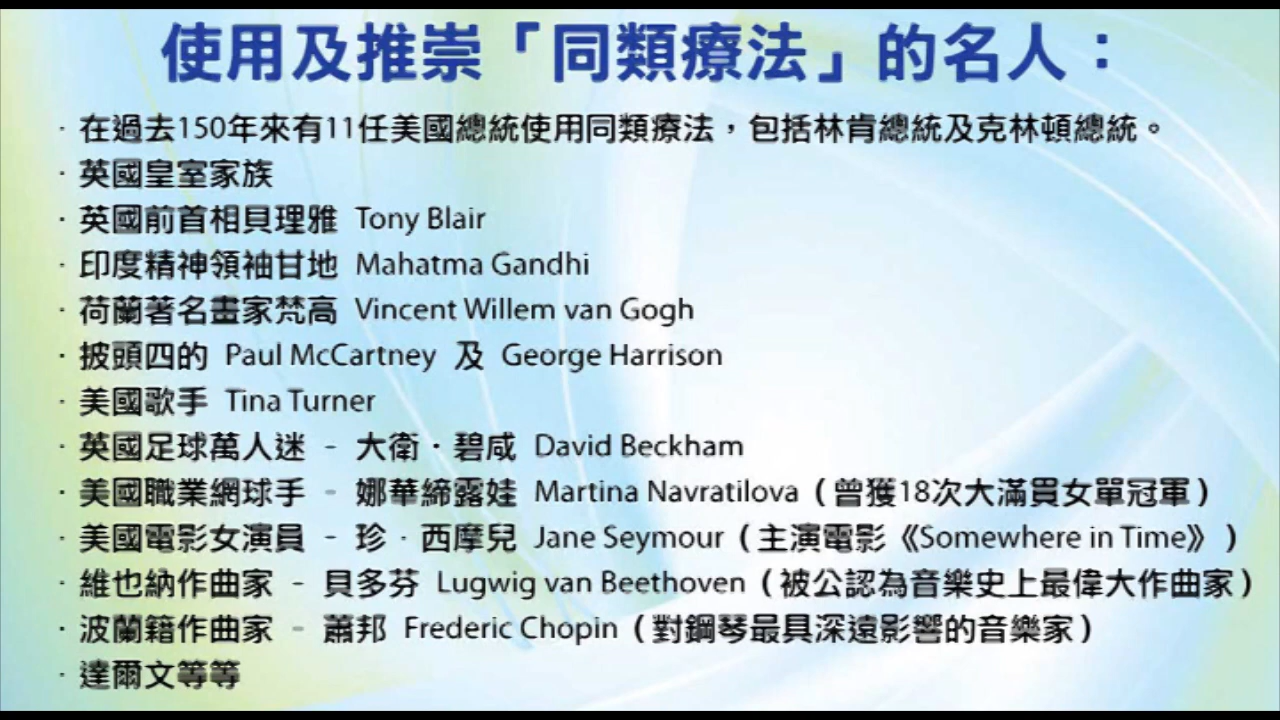 使用及推崇「同類療法」的名人：
· 在過去150年來有11任美國總統使用同類療法，包括林肯總統及克林頓總統。
· 英國皇室家族
· 英國前首相貝理雅 Tony Blair
· 印度精神領袖甘地 Mahatma Gandhi
· 荷蘭著名畫家梵高 Vincent Willem van Gogh
· 披頭四的 Paul McCartney 及 George Harrison
· 美國歌手 Tina Turner
· 英國足球萬人迷 - 大衛·碧咸 David Beckham
· 美國職業網球手 - 娜華締露娃 Martina Navratilova（曾獲18次大滿貫女單冠軍）
· 美國電影女演員 - 珍·西摩兒 Jane Seymour（主演電影《Somewhere in Time》）
· 維也納作曲家 - 貝多芬 Lugwig van Beethoven（被公認為音樂史上最偉大作曲家）
· 波蘭籍作曲家 - 蕭邦 Frederic Chopin（對鋼琴最具深遠影響的音樂家）
· 達爾文等等